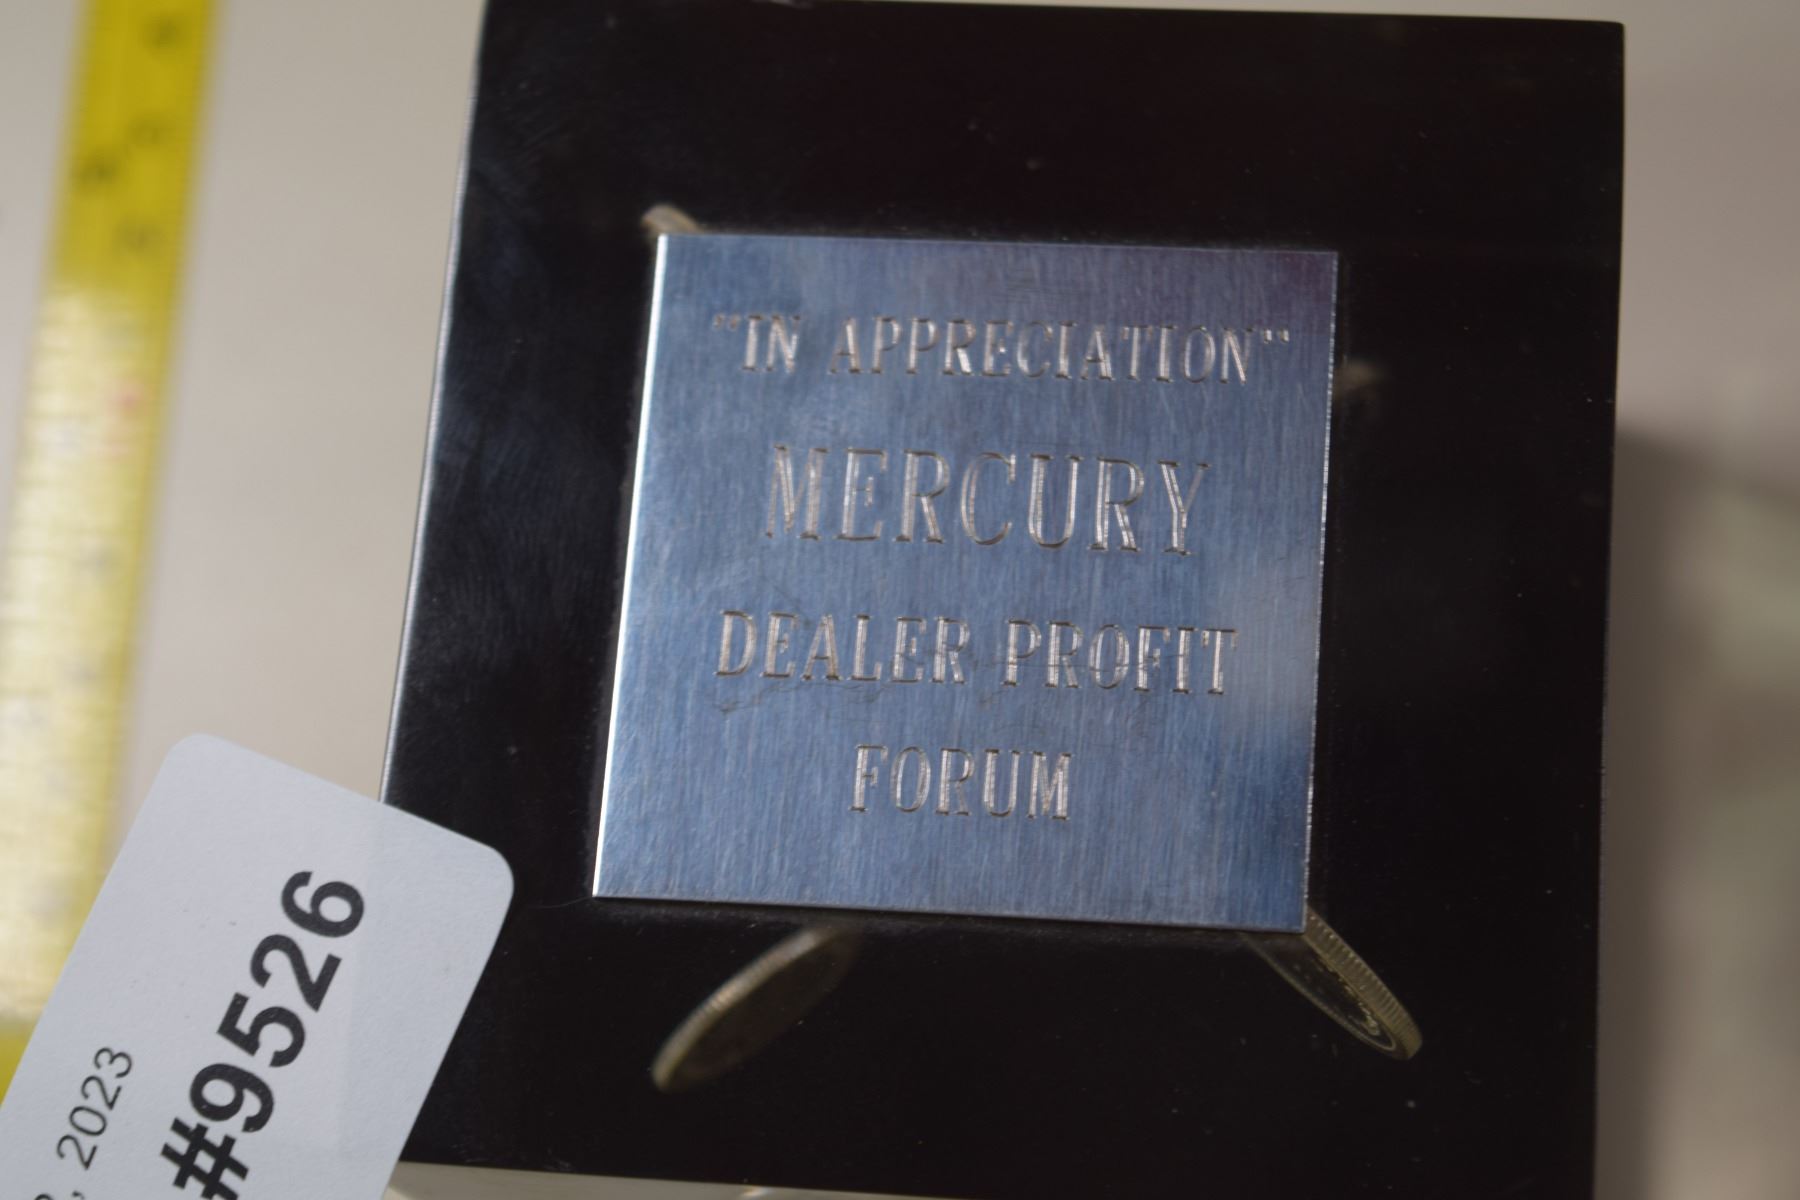 "IN APPRECIATION"
MERCURY
DEALER PROFIT
FORUM
, 2023
#9526